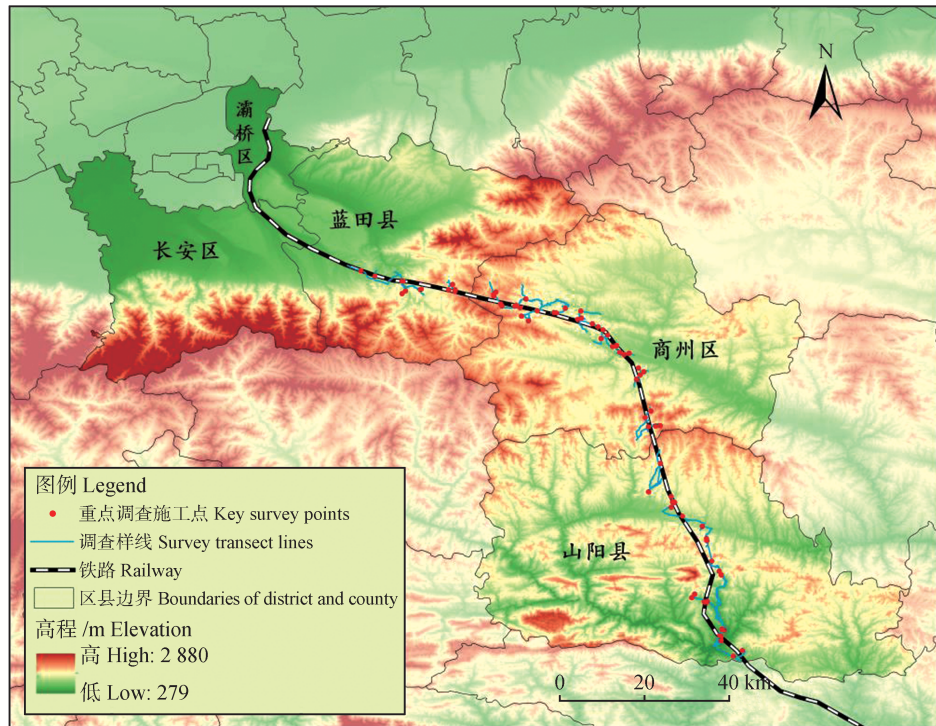 N
灞桥区
蓝田县
长安区
商州区
山阳县
图例 Legend
重点调查施工点 Key survey points
调查样线 Survey transect lines
铁路 Railway
区县边界 Boundaries of district and county
高程 /m Elevation
高 High: 2 880
低 Low: 279
0 20 40 km